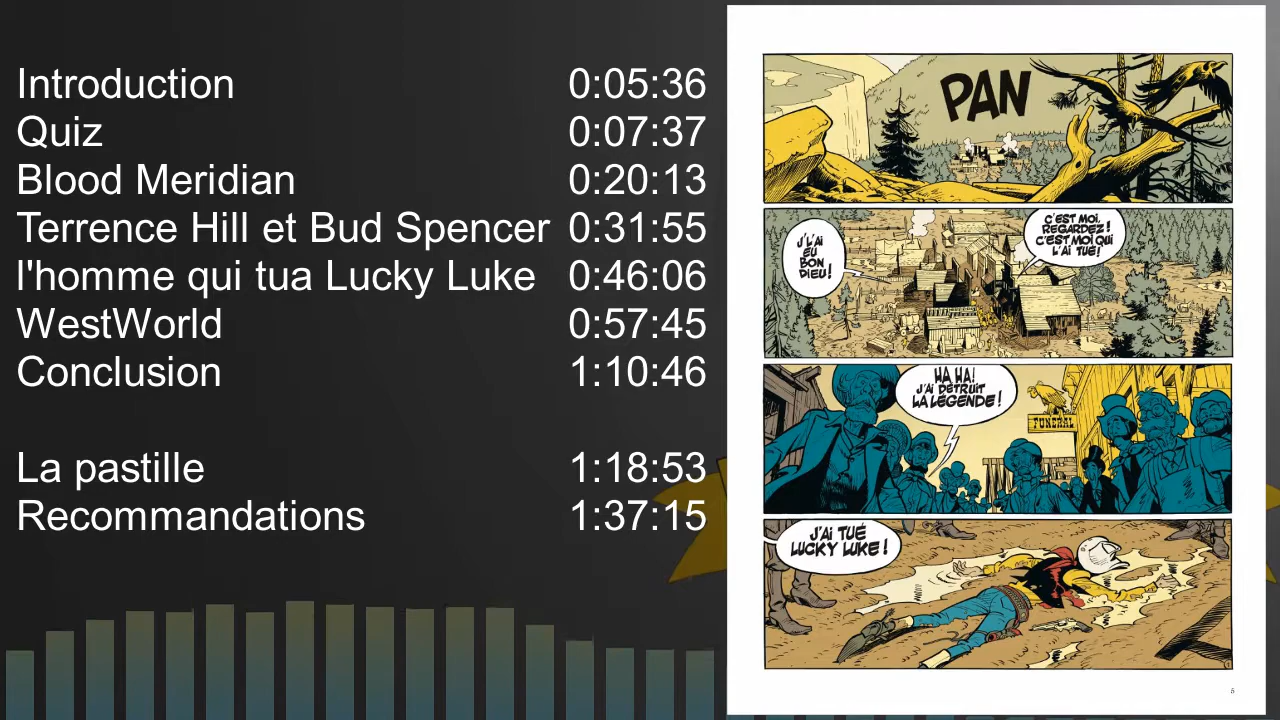 Introduction 0:05:36
Quiz 0:07:37
Blood Meridian 0:20:13
Terrence Hill et Bud Spencer 0:31:55
l'homme qui tua Lucky Luke 0:46:06
WestWorld 0:57:45
Conclusion 1:10:46
La pastille 1:18:53
Recommandations 1:37:15
PAN
J'L'AI
EU
BON
DIEU!
C'EST MOI,
REGARDEZ!
C'EST MOI QUI
L'AI TUÉ!
HA HA!
J'AI DÉTRUIT
LA LÉGENDE!
FUNERAL
J'AI TUÉ
LUCKY LUKE!
5